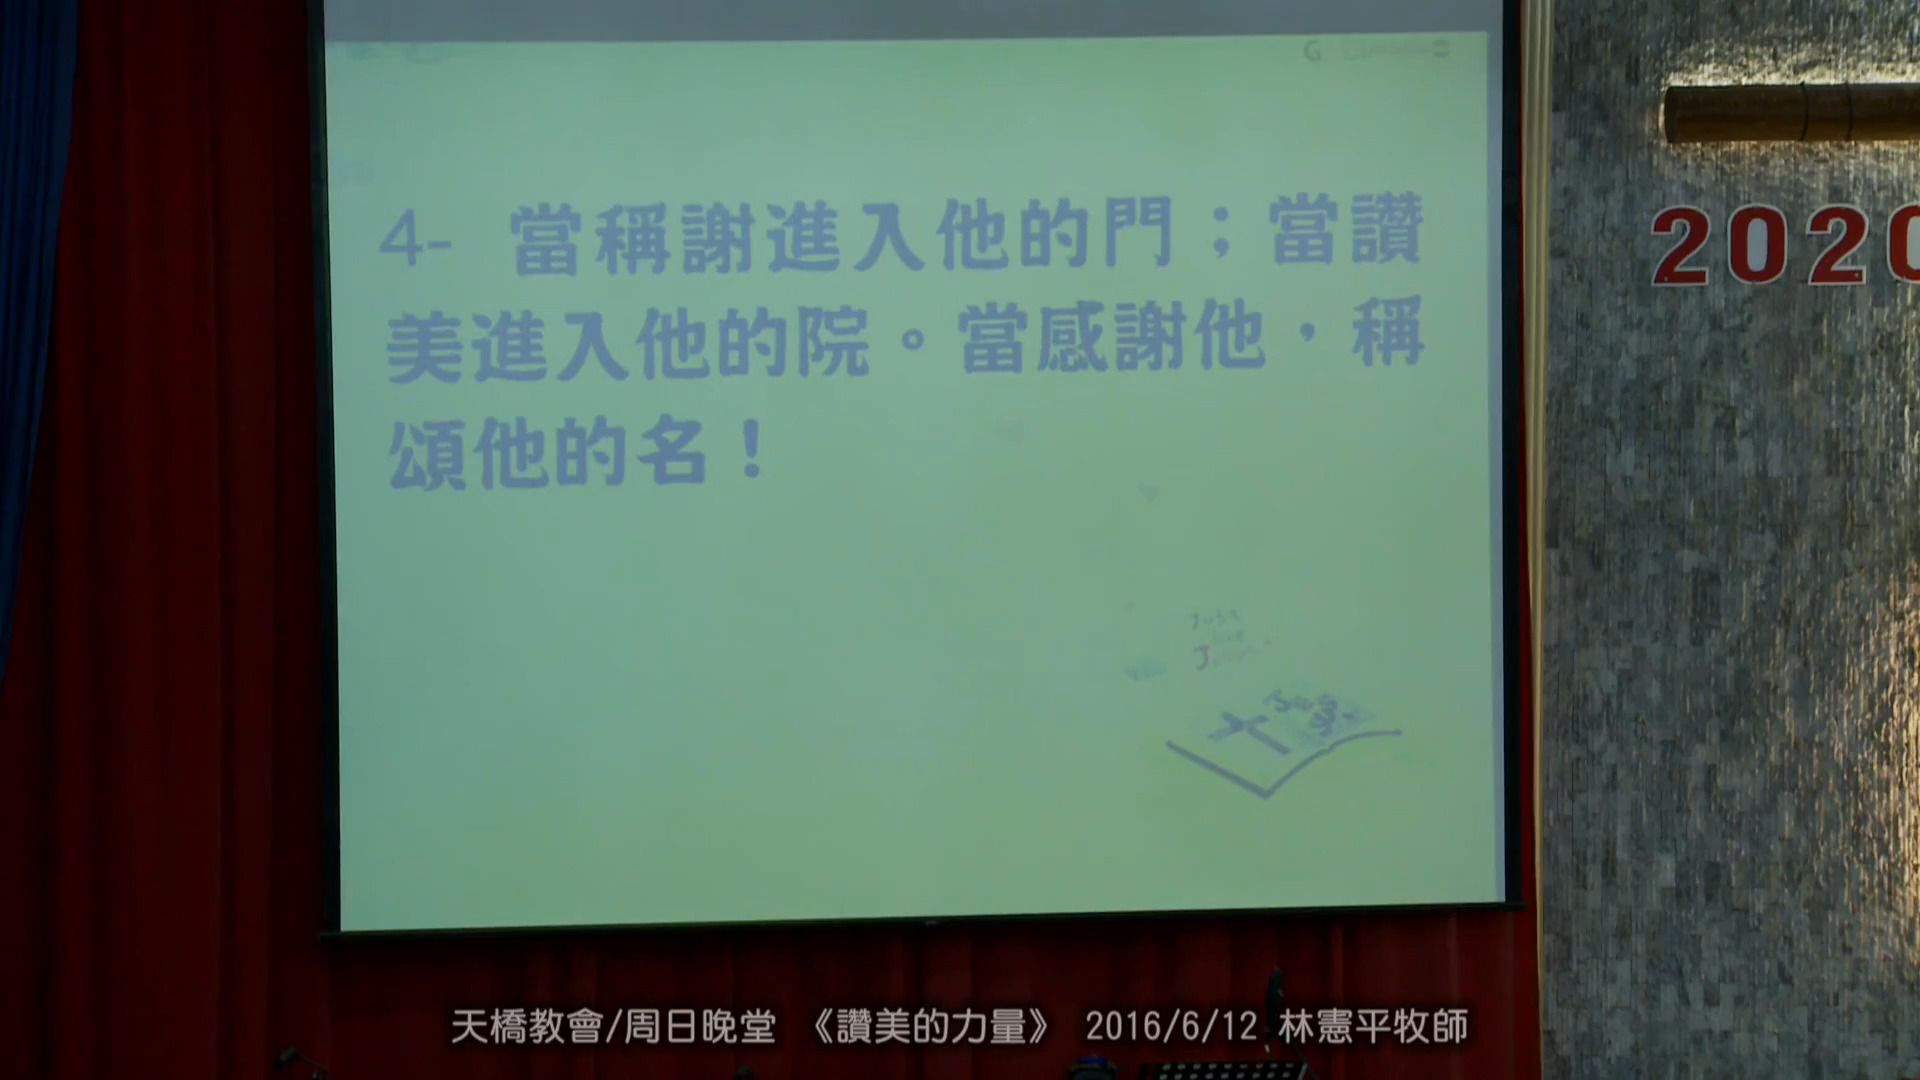 4- 當稱謝進入他的門；當讚
美進入他的院。當感謝他，稱
頌他的名！
2020
Just
天橋教會/周日晚堂 《讚美的力量》 2016/6/12 林憲平牧師